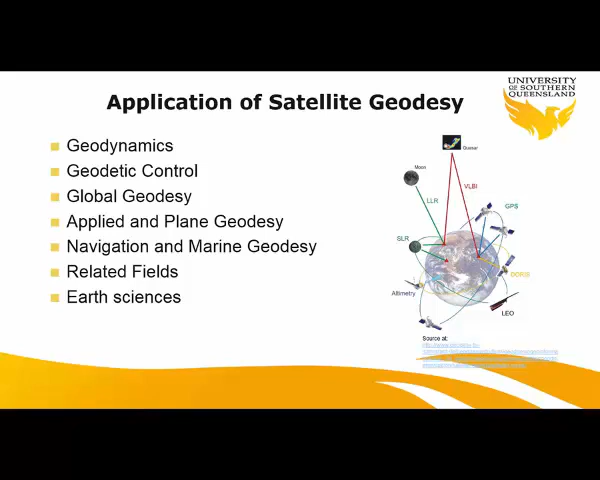 UNIVERSITY
OF SOUTHERN
QUEENSLAND
Application of Satellite Geodesy
Geodynamics
Geodetic Control
Global Geodesy
Applied and Plane Geodesy
Navigation and Marine Geodesy
Related Fields
Earth sciences
Quasar
Moon
VLBI
LLR
GPS
SLR
DORIS
Altimetry
LEO
Source at: